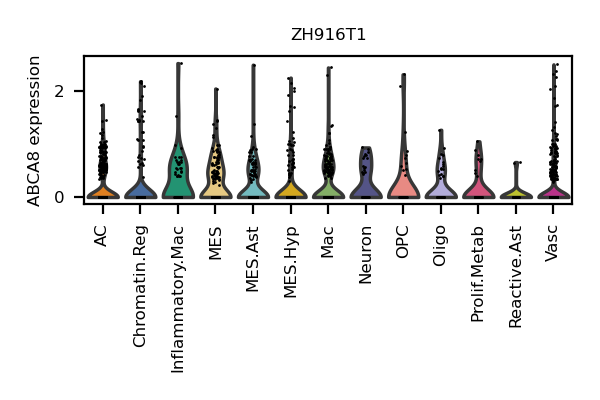 ZH916T1
ABCA8 expression
2
0
AC
Chromatin.Reg
Inflammatory.Mac
MES
MES.Ast
MES.Hyp
Mac
Neuron
OPC
Oligo
Prolif.Metab
Reactive.Ast
Vasc